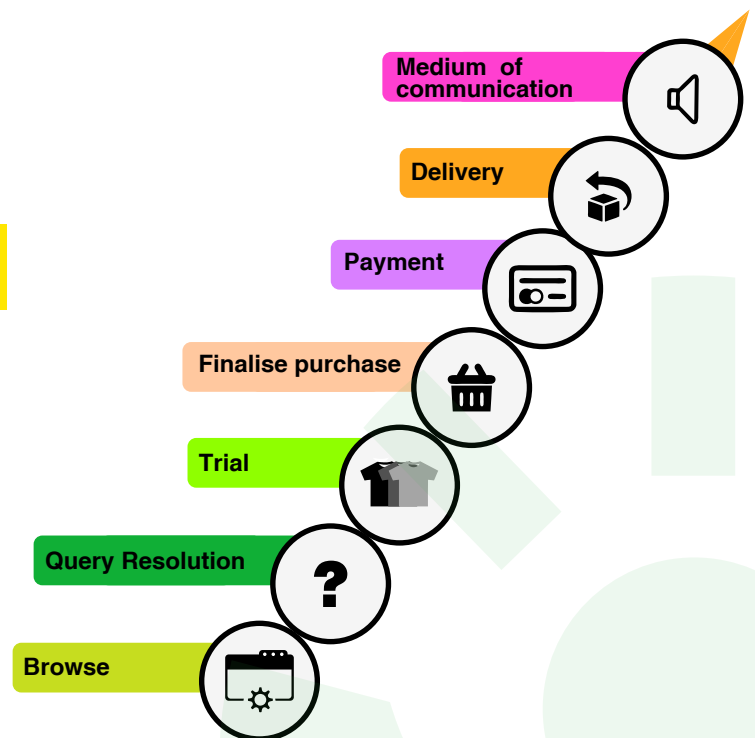 Medium of
communication
Delivery
Payment
Finalise purchase
Trial
Query Resolution
?
Browse